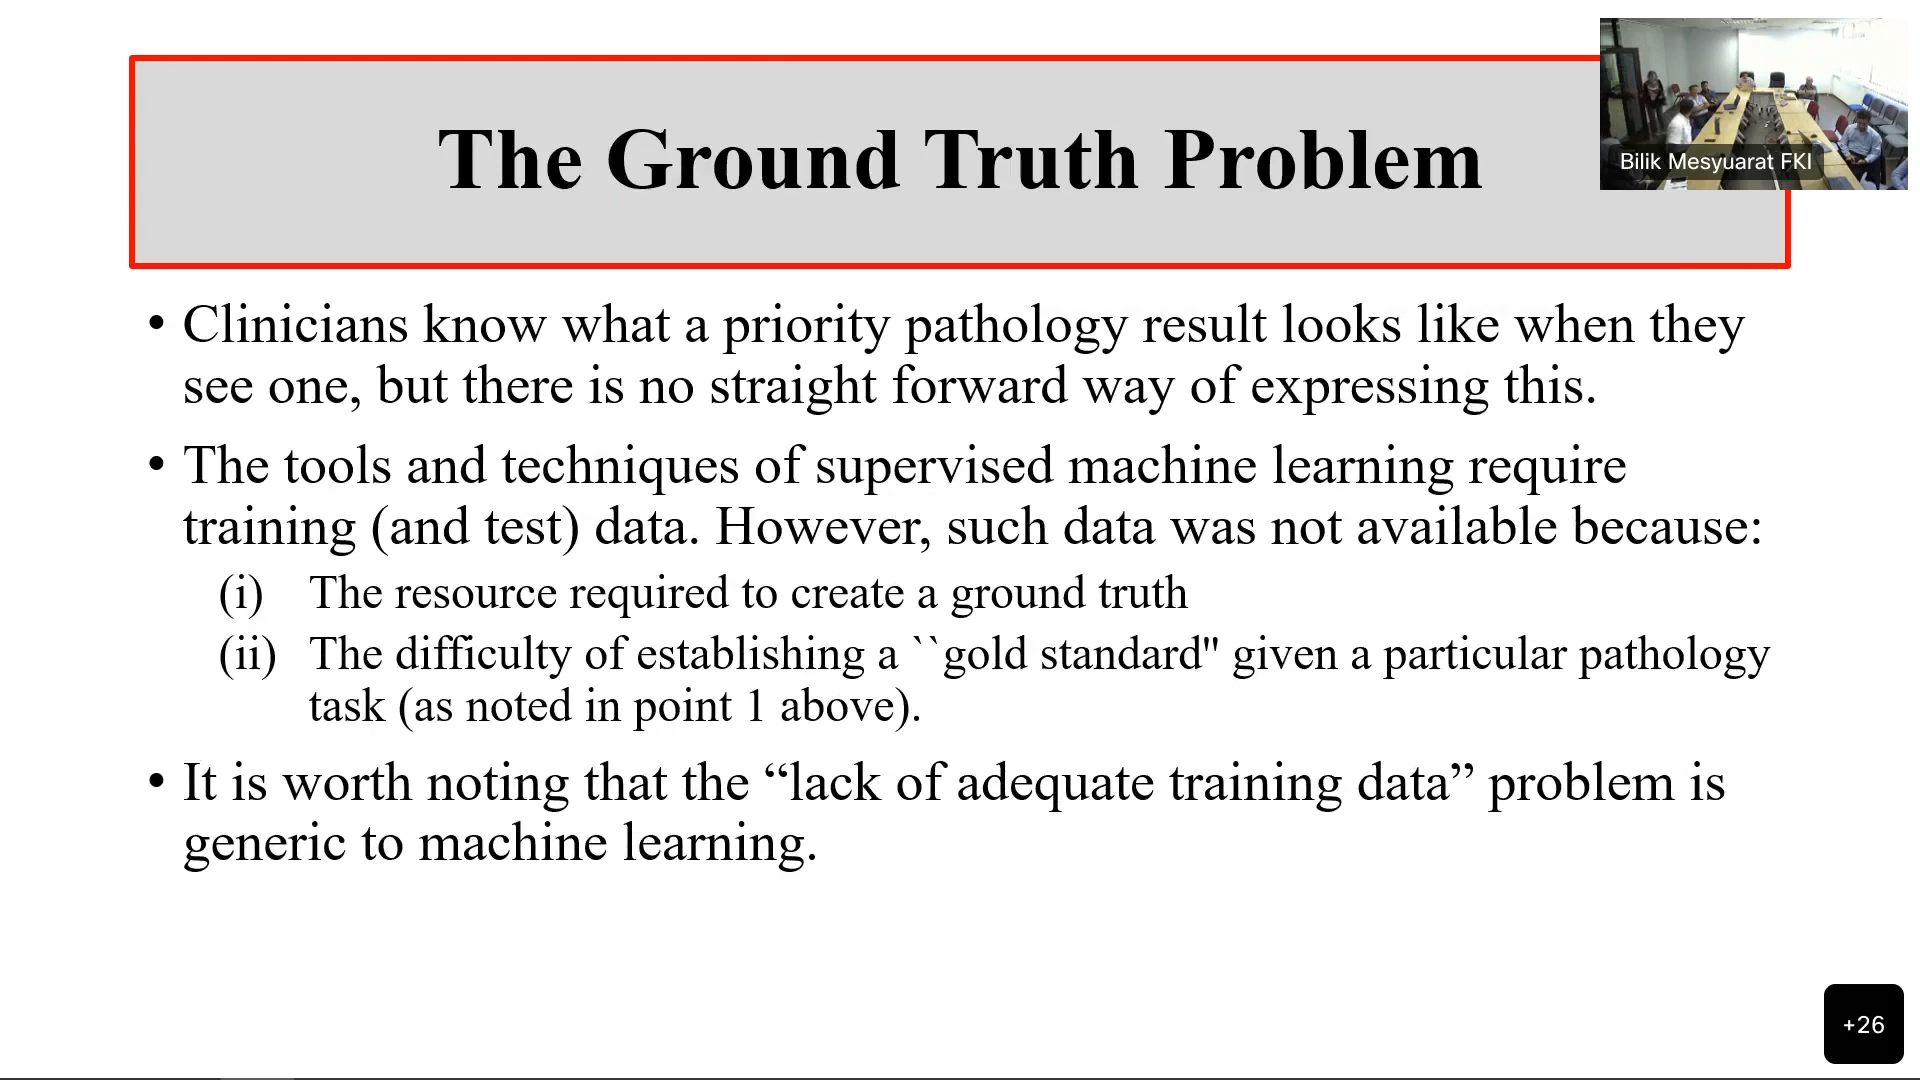 The Ground Truth Problem
Bilik Mesyuarat FKI
• Clinicians know what a priority pathology result looks like when they
see one, but there is no straight forward way of expressing this.
• The tools and techniques of supervised machine learning require
training (and test) data. However, such data was not available because:
(i) The resource required to create a ground truth
(ii) The difficulty of establishing a ``gold standard" given a particular pathology
task (as noted in point 1 above).
• It is worth noting that the “lack of adequate training data” problem is
generic to machine learning.
+26